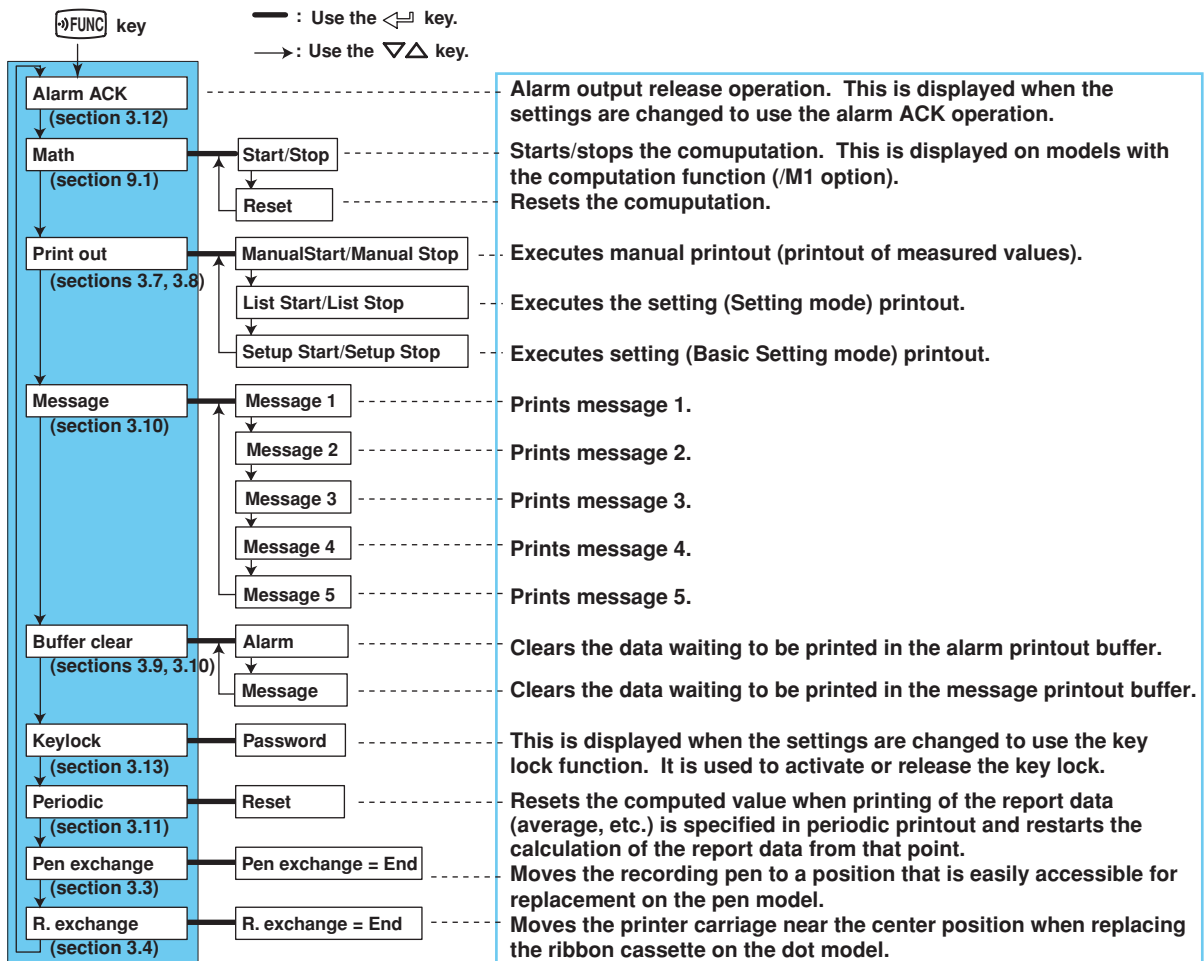 FUNC key
: Use the key.
: Use the key.
Alarm ACK
(section 3.12)
Alarm output release operation. This is displayed when the
settings are changed to use the alarm ACK operation.
Math
(section 9.1)
Start/Stop
Starts/stops the comuputation. This is displayed on models with
the computation function (/M1 option).
Reset
Resets the comuputation.
Print out
(sections 3.7, 3.8)
ManualStart/Manual Stop
Executes manual printout (printout of measured values).
List Start/List Stop
Executes the setting (Setting mode) printout.
Setup Start/Setup Stop
Executes setting (Basic Setting mode) printout.
Message
(section 3.10)
Message 1
Prints message 1.
Message 2
Prints message 2.
Message 3
Prints message 3.
Message 4
Prints message 4.
Message 5
Prints message 5.
Buffer clear
(sections 3.9, 3.10)
Alarm
Clears the data waiting to be printed in the alarm printout buffer.
Message
Clears the data waiting to be printed in the message printout buffer.
Keylock
(section 3.13)
Password
This is displayed when the settings are changed to use the key
lock function. It is used to activate or release the key lock.
Periodic
(section 3.11)
Reset
Resets the computed value when printing of the report data
(average, etc.) is specified in periodic printout and restarts the
calculation of the report data from that point.
Pen exchange
(section 3.3)
Pen exchange = End
Moves the recording pen to a position that is easily accessible for
replacement on the pen model.
R. exchange
(section 3.4)
R. exchange = End
Moves the printer carriage near the center position when replacing
the ribbon cassette on the dot model.